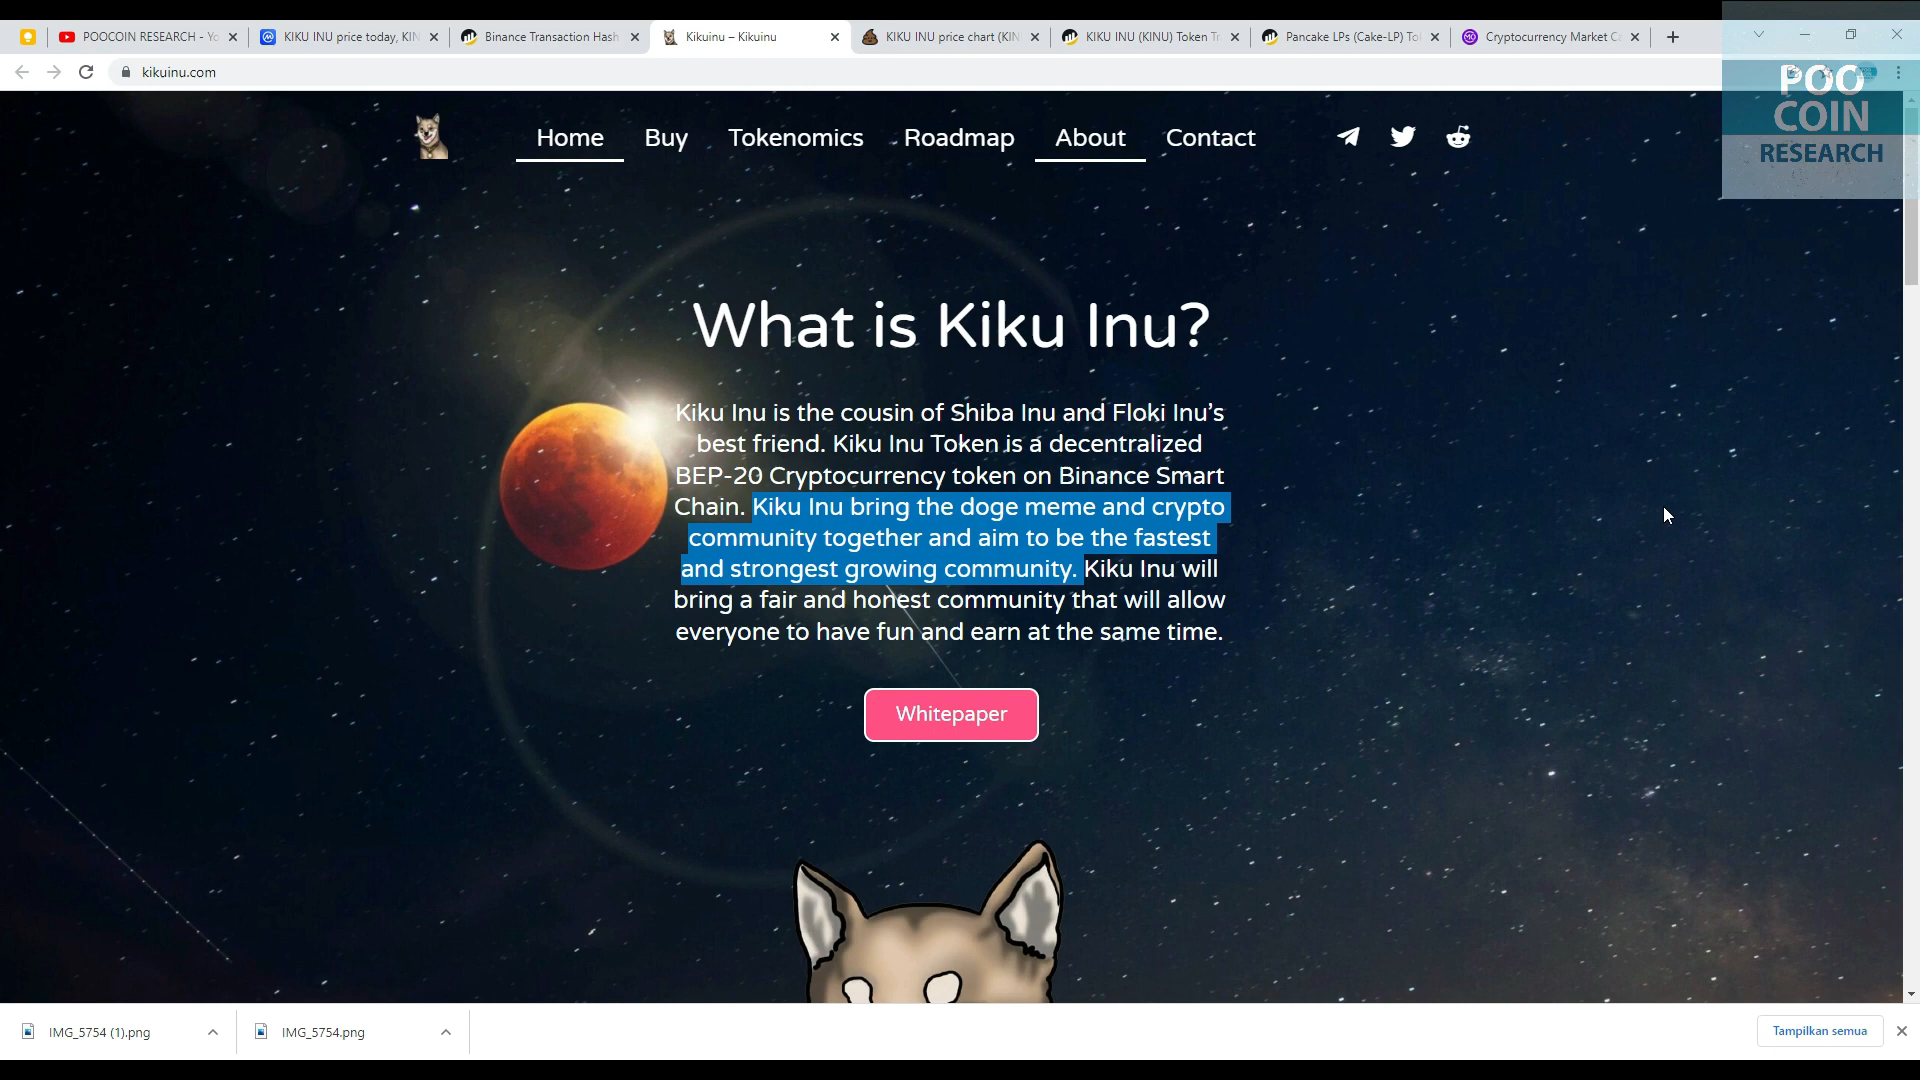 POOCOIN RESEARCH - Yo
KIKU INU price today, KIN
Binance Transaction Hash
Kikuinu – Kikuinu
KIKU INU price chart (KIN
KIKU INU (KINU) Token Tr
Pancake LPs (Cake-LP) To
Cryptocurrency Market Ca
kikuinu.com
POO
COIN
RESEARCH
Home
Buy
Tokenomics
Roadmap
About
Contact
What is Kiku Inu?
Kiku Inu is the cousin of Shiba Inu and Floki Inu’s
best friend. Kiku Inu Token is a decentralized
BEP-20 Cryptocurrency token on Binance Smart
Chain. Kiku Inu bring the doge meme and crypto
community together and aim to be the fastest
and strongest growing community. Kiku Inu will
bring a fair and honest community that will allow
everyone to have fun and earn at the same time.
Whitepaper
IMG_5754 (1).png
IMG_5754.png
Tampilkan semua